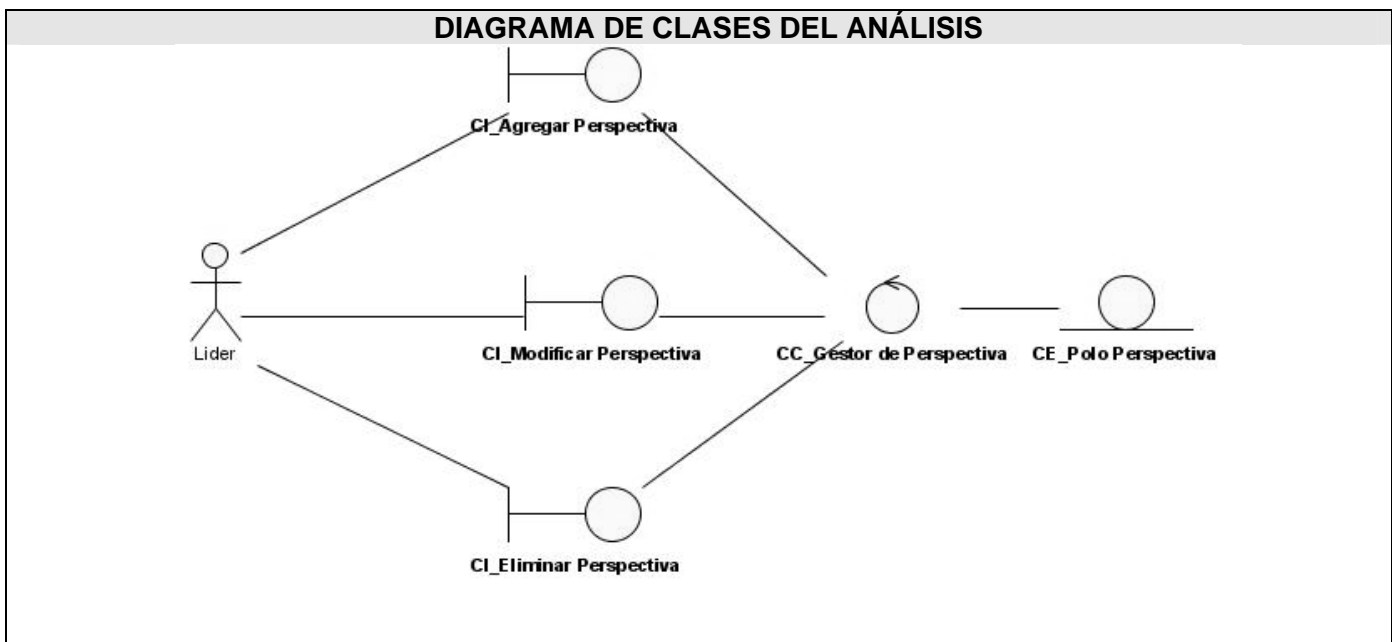 DIAGRAMA DE CLASES DEL ANÁLISIS
CI_Agregar Perspectiva
Lider
CI_Modificar Perspectiva
CC_Gestor de Perspectiva
CE_Polo Perspectiva
CI_Eliminar Perspectiva